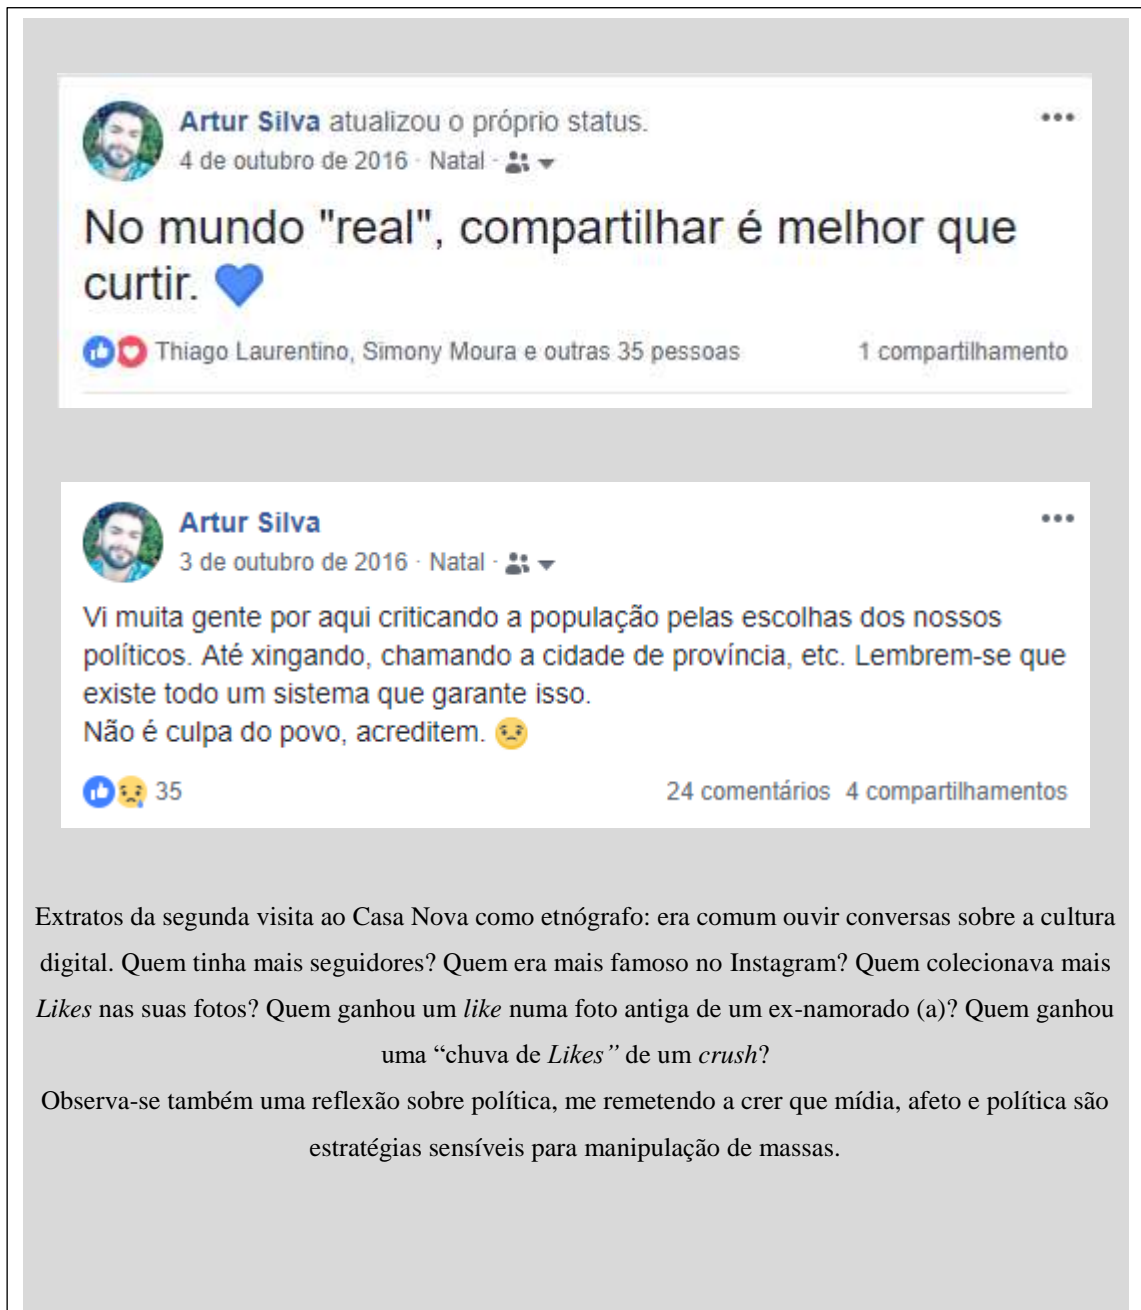 Artur Silva atualizou o próprio status.
4 de outubro de 2016 · Natal ·
No mundo "real", compartilhar é melhor que
curtir. 💙
Thiago Laurentino, Simony Moura e outras 35 pessoas 1 compartilhamento
Artur Silva
3 de outubro de 2016 · Natal ·
Vi muita gente por aqui criticando a população pelas escolhas dos nossos
políticos. Até xingando, chamando a cidade de província, etc. Lembrem-se que
existe todo um sistema que garante isso.
Não é culpa do povo, acreditem. 😟
35 24 comentários 4 compartilhamentos
Extratos da segunda visita ao Casa Nova como etnógrafo: era comum ouvir conversas sobre a cultura
digital. Quem tinha mais seguidores? Quem era mais famoso no Instagram? Quem colecionava mais
Likes nas suas fotos? Quem ganhou um like numa foto antiga de um ex-namorado (a)? Quem ganhou
uma “chuva de Likes” de um crush?
Observa-se também uma reflexão sobre política, me remetendo a crer que mídia, afeto e política são
estratégias sensíveis para manipulação de massas.